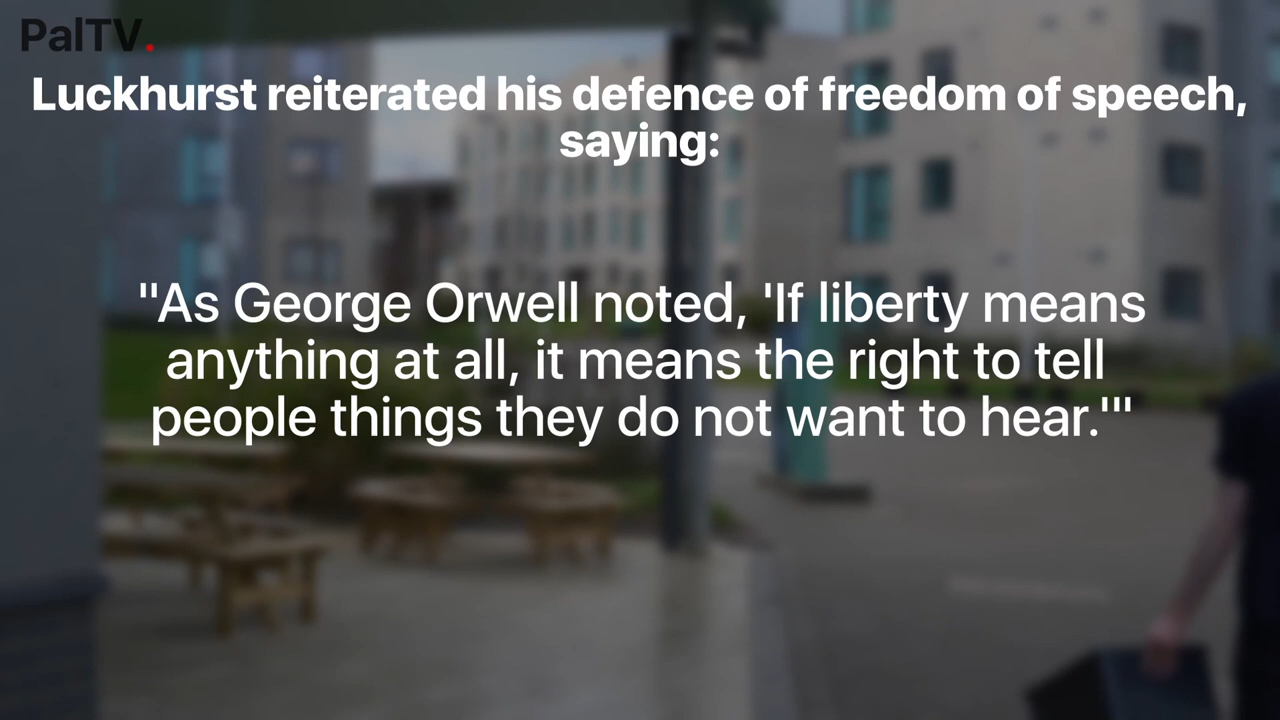 PalTV.
Luckhurst reiterated his defence of freedom of speech,
saying:
"As George Orwell noted, 'If liberty means
anything at all, it means the right to tell
people things they do not want to hear.'"